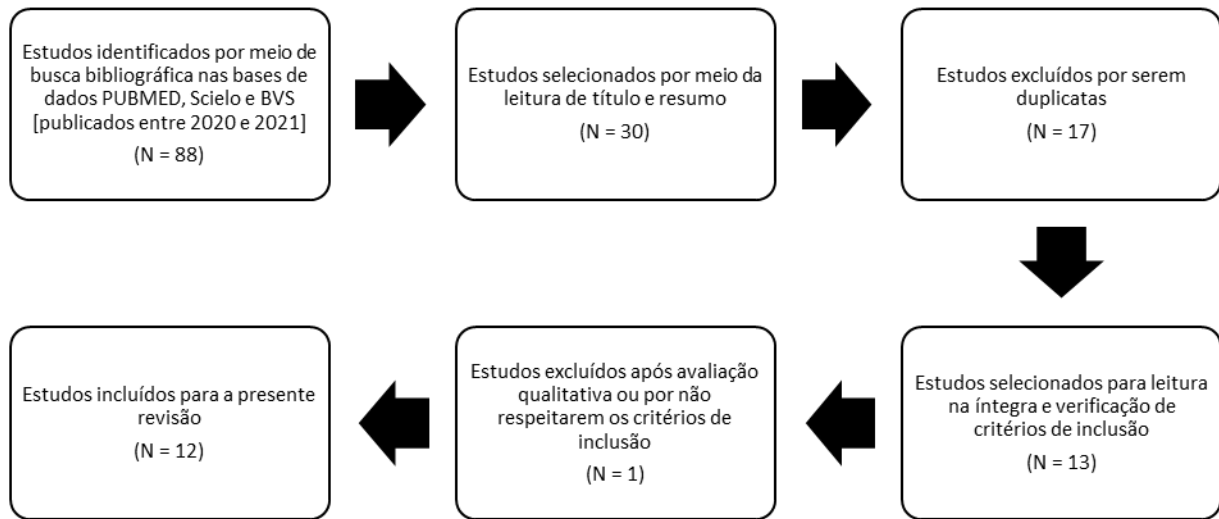 Estudos identificados por meio de
busca bibliográfica nas bases de
dados PUBMED, Scielo e BVS
[publicados entre 2020 e 2021]
(N = 88)
Estudos selecionados por meio da
leitura de título e resumo
(N = 30)
Estudos excluídos por serem
duplicatas
(N = 17)
Estudos selecionados para leitura
na íntegra e verificação de
critérios de inclusão
(N = 13)
Estudos excluídos após avaliação
qualitativa ou por não
respeitarem os critérios de
inclusão
(N = 1)
Estudos incluídos para a presente
revisão
(N = 12)